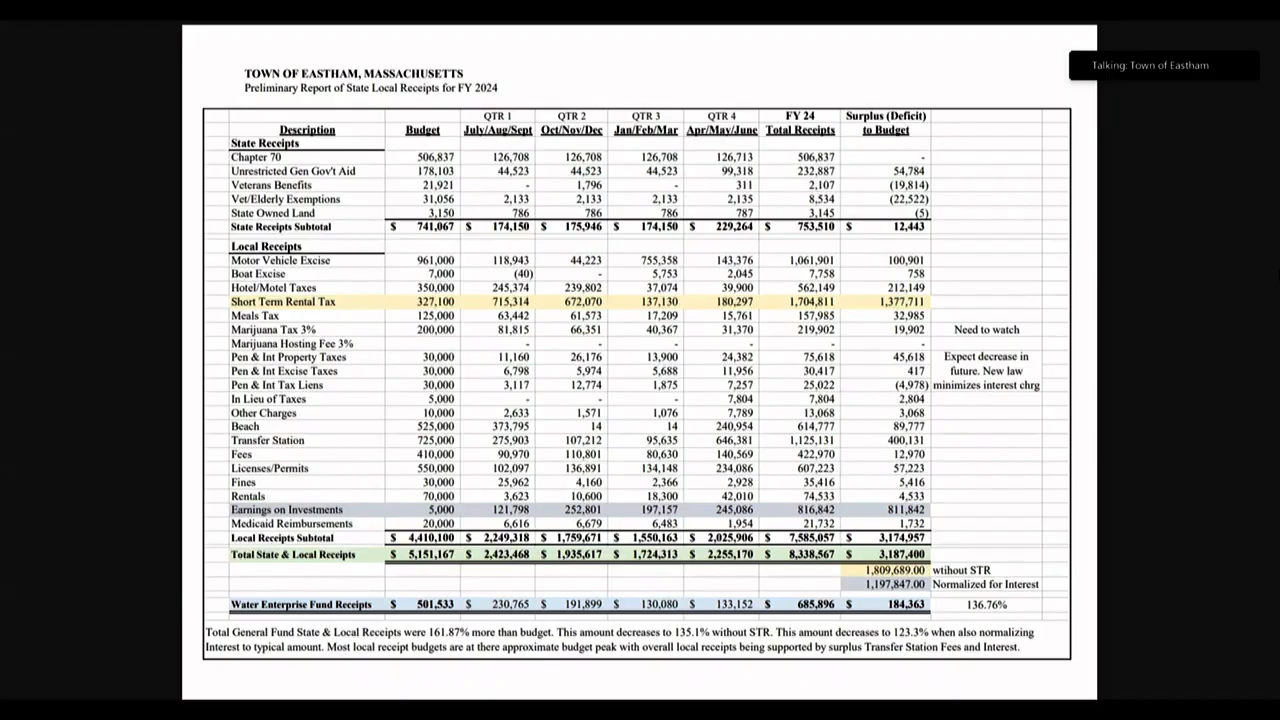 Talking: Town of Eastham
TOWN OF EASTHAM, MASSACHUSETTS
Preliminary Report of State Local Receipts for FY 2024
QTR 1 QTR 2 QTR 3 QTR 4 FY 24 Surplus (Deficit)
Description Budget July/Aug/Sept Oct/Nov/Dec Jan/Feb/Mar Apr/May/June Total Receipts to Budget
State Receipts
Chapter 70 506,837 126,708 126,708 126,708 126,713 506,837 -
Unrestricted Gen Gov't Aid 178,103 44,523 44,523 44,523 99,318 232,887 54,784
Veterans Benefits 21,921 - 1,796 - 311 2,107 (19,814)
Vet/Elderly Exemptions 31,056 2,133 2,133 2,133 2,135 8,534 (22,522)
State Owned Land 3,150 786 786 786 787 3,145 (5)
State Receipts Subtotal $ 741,067 $ 174,150 $ 175,946 $ 174,150 $ 229,264 $ 753,510 $ 12,443
Local Receipts
Motor Vehicle Excise 961,000 118,943 44,223 755,358 143,376 1,061,901 100,901
Boat Excise 7,000 (40) - 5,753 2,045 7,758 758
Hotel/Motel Taxes 350,000 245,374 239,802 37,074 39,900 562,149 212,149
Short Term Rental Tax 327,100 715,314 672,070 137,130 180,297 1,704,811 1,377,711
Meals Tax 125,000 63,442 61,573 17,209 15,761 157,985 32,985
Marijuana Tax 3% 200,000 81,815 66,351 40,367 31,370 219,902 19,902 Need to watch
Marijuana Hosting Fee 3% - - - - - -
Pen & Int Property Taxes 30,000 11,160 26,176 13,900 24,382 75,618 45,618 Expect decrease in
Pen & Int Excise Taxes 30,000 6,798 5,974 5,688 11,956 30,417 417 future. New law
Pen & Int Tax Liens 30,000 3,117 12,774 1,875 7,257 25,022 (4,978) minimizes interest chrg
In Lieu of Taxes 5,000 - - - 7,804 7,804 2,804
Other Charges 10,000 2,633 1,571 1,076 7,789 13,068 3,068
Beach 525,000 373,795 14 14 240,954 614,777 89,777
Transfer Station 725,000 275,903 107,212 95,635 646,381 1,125,131 400,131
Fees 410,000 90,970 110,801 80,630 140,569 422,970 12,970
Licenses/Permits 550,000 102,097 136,891 134,148 234,086 607,223 57,223
Fines 30,000 25,962 4,160 2,366 2,928 35,416 5,416
Rentals 70,000 3,623 10,600 18,300 42,010 74,533 4,533
Earnings on Investments 5,000 121,798 252,801 197,157 245,086 816,842 811,842
Medicaid Reimbursements 20,000 6,616 6,679 6,483 1,954 21,732 1,732
Local Receipts Subtotal $ 4,410,100 $ 2,249,318 $ 1,759,671 $ 1,550,163 $ 2,025,906 $ 7,585,057 $ 3,174,957
Total State & Local Receipts $ 5,151,167 $ 2,423,468 $ 1,935,617 $ 1,724,313 $ 2,255,170 $ 8,338,567 $ 3,187,400
1,809,689.00 wtihout STR
1,197,847.00 Normalized for Interest
Water Enterprise Fund Receipts $ 501,533 $ 230,765 $ 191,899 $ 130,080 $ 133,152 $ 685,896 $ 184,363 136.76%
Total General Fund State & Local Receipts were 161.87% more than budget. This amount decreases to 135.1% without STR. This amount decreases to 123.3% when also normalizing
Interest to typical amount. Most local receipt budgets are at there approximate budget peak with overall local receipts being supported by surplus Transfer Station Fees and Interest.